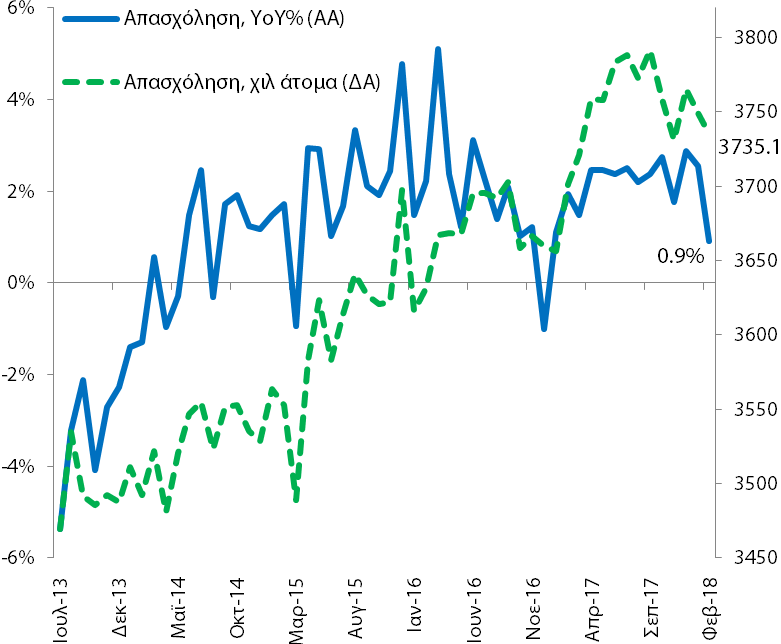 Απασχόληση, YoY% (ΑΑ)
Απασχόληση, χιλ άτομα (ΔΑ)
6%
4%
2%
0%
-2%
-4%
-6%
3800
3750
3735.1
3700
3650
0.9%
3600
3550
3500
3450
Ιουλ-13
Δεκ-13
Μαϊ-14
Οκτ-14
Μαρ-15
Αυγ-15
Ιαν-16
Ιουν-16
Νοε-16
Απρ-17
Σεπ-17
Φεβ-18